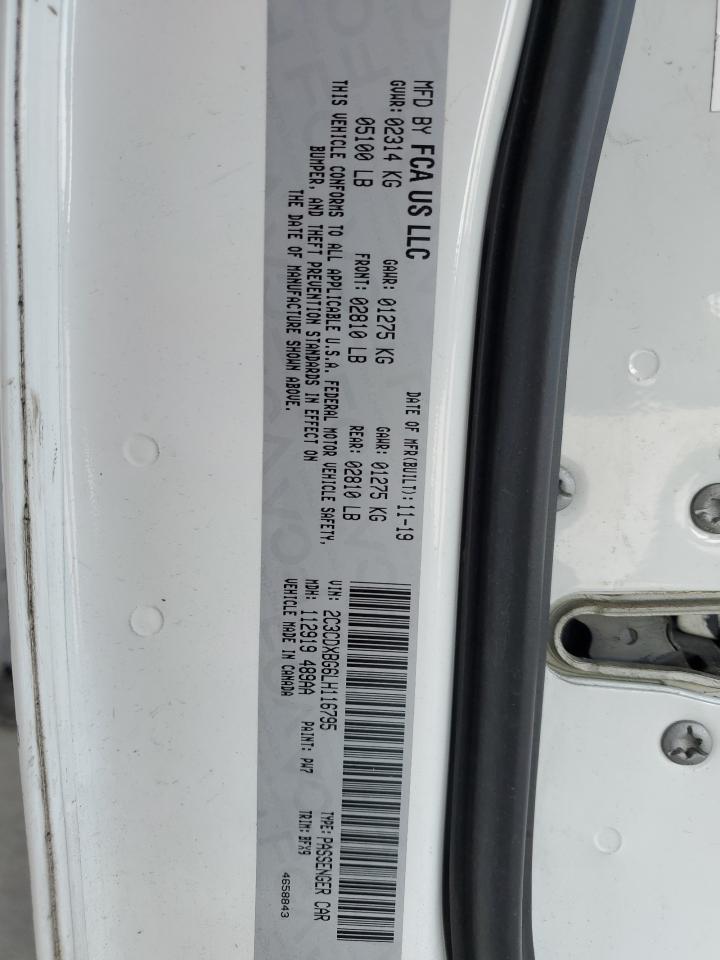 MFD BY FCA US LLC
DATE OF MFR(BUILT): 11-19
GVWR: 02314 KG GAWR: 01275 KG GAWR: 01275 KG
05100 LB FRONT: 02810 LB REAR: 02810 LB
THIS VEHICLE CONFORMS TO ALL APPLICABLE U.S.A. FEDERAL MOTOR VEHICLE SAFETY,
BUMPER, AND THEFT PREVENTION STANDARDS IN EFFECT ON
THE DATE OF MANUFACTURE SHOWN ABOVE.
VIN: 2C3CDXBG6LH116795 TYPE: PASSENGER CAR
MDH: 112919 489AA PAINT: PW7 TRIM: BFX9
VEHICLE MADE IN CANADA
4658843